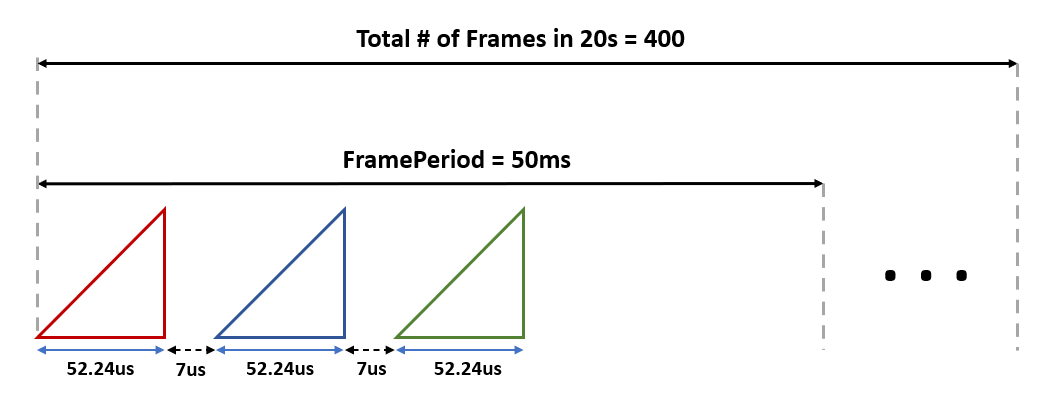 Total # of Frames in 20s = 400
FramePeriod = 50ms
52.24us
7us
52.24us
7us
52.24us